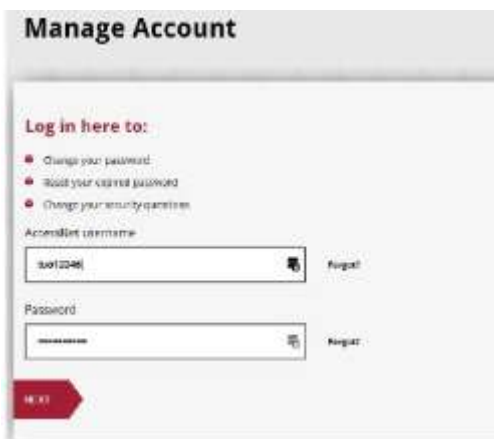 Manage Account
Log in here to:
Change your password
Reset your expired password
Change your security questions
AccessNet username
Forgot?
Password
Forgot?
NEXT